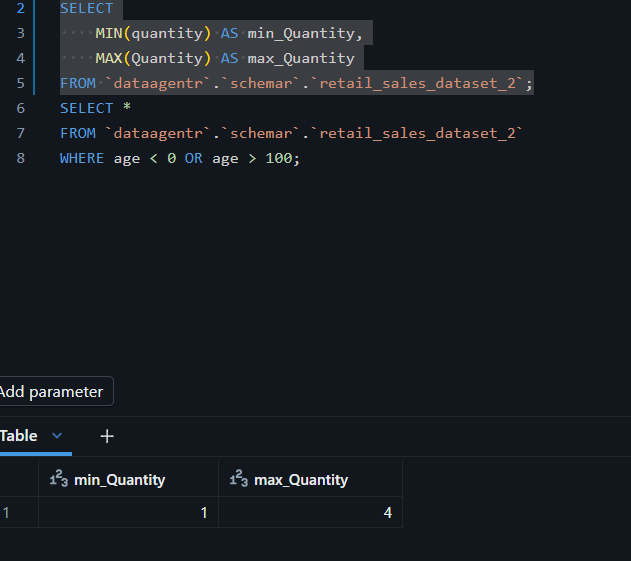 2 SELECT
3 MIN(quantity) AS min_Quantity,
4 MAX(Quantity) AS max_Quantity
5 FROM `dataagentr`.`schemar`.`retail_sales_dataset_2`;
6 SELECT *
7 FROM `dataagentr`.`schemar`.`retail_sales_dataset_2`
8 WHERE age < 0 OR age > 100;
Add parameter
Table +
123 min_Quantity 123 max_Quantity
1 1 4